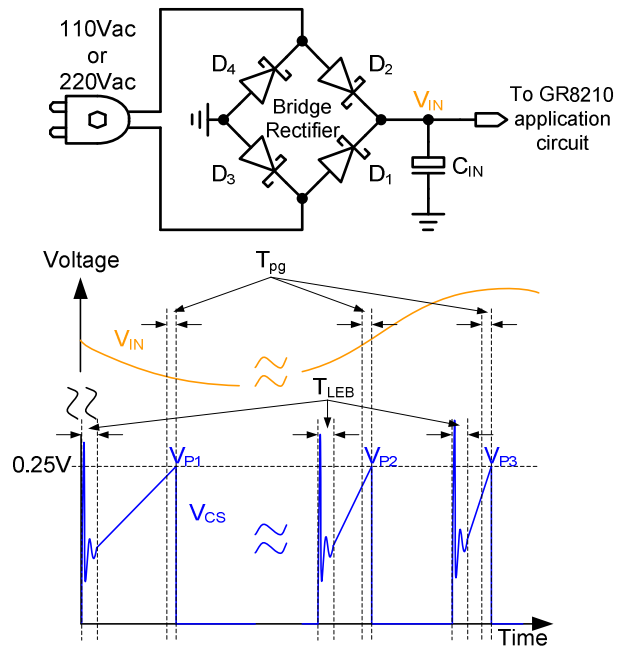 110Vac
or
220Vac
D4
D2
Bridge
Rectifier
D3
D1
VIN
CIN
To GR8210
application
circuit
Voltage
Tpg
VIN
TLEB
0.25V
VP1
VP2
VP3
VCS
Time